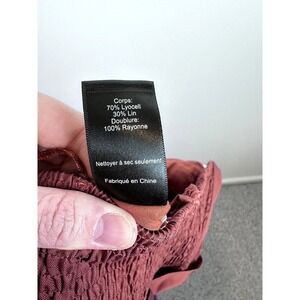 Corps:
70% Lyocell
30% Lin
Doublure:
100% Rayonne
Nettoyer à sec seulement
Fabriqué en Chine